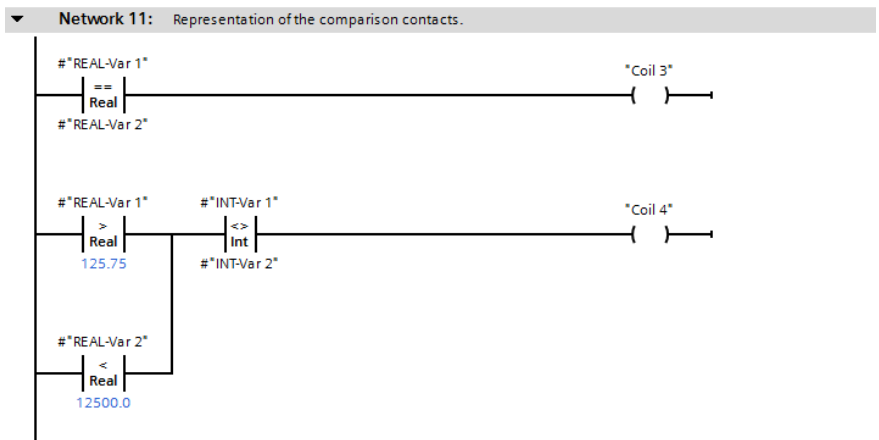 Network 11: Representation of the comparison contacts.
#"REAL-Var 1"
"Coil 3"
==
Real
#"REAL-Var 2"
#"REAL-Var 1" #"INT-Var 1"
"Coil 4"
> <>
Real Int
125.75 #"INT-Var 2"
#"REAL-Var 2"
<
Real
12500.0